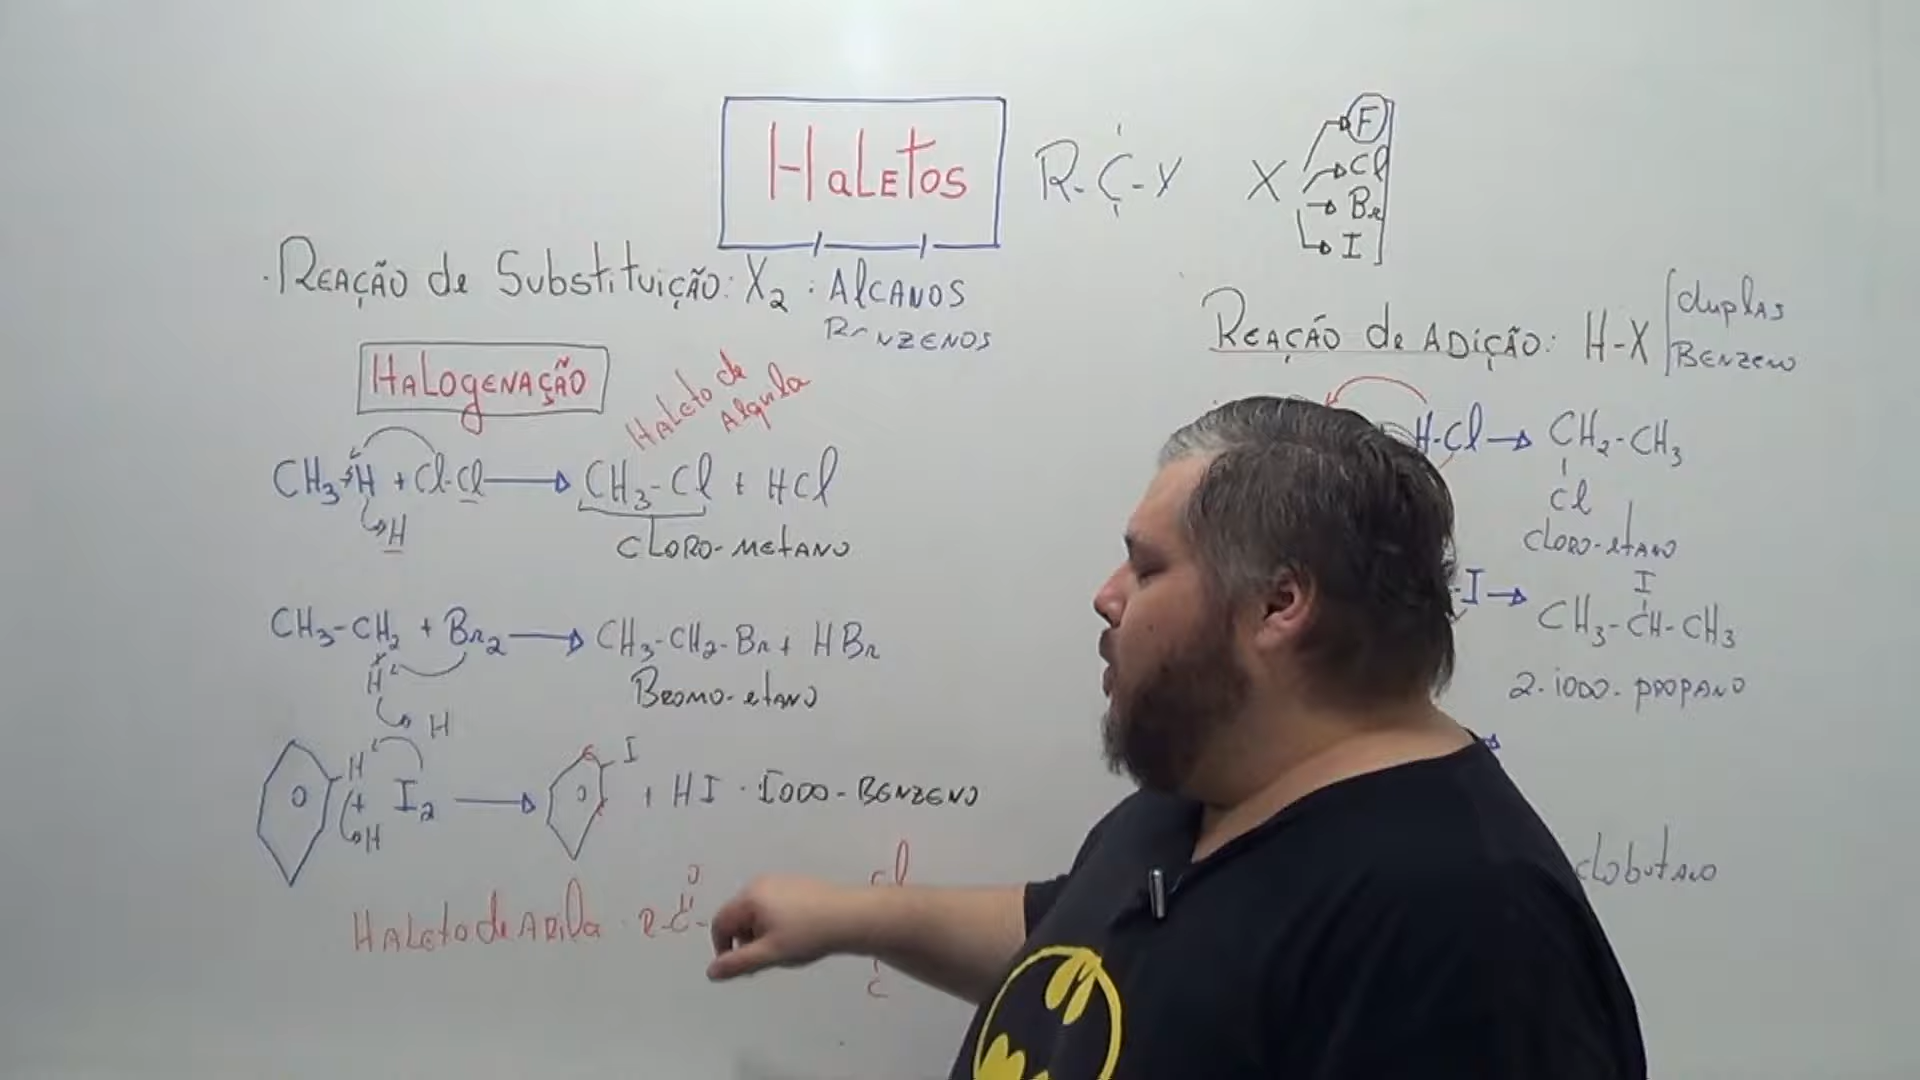 HALETOS
R-C-X
X
F
Cl
Br
I
. REAÇÃO de Substituição: X2 : AlCANOS
BENZENOS
HALOGENAÇÃO
HALETO de
Alquila
CH3-H + Cl-Cl → CH3-Cl + HCl
H
CLORO-METANO
CH3-CH2 + Br2 → CH3-CH2-Br + HBr
H
H
BROMO-etANO
H
+ I2 → I + HI . IODO-BENZENO
H
HALEto de ARILA . R-C-
O
Cl
C
REAÇÃO de ADIÇÃO: H-X
duplas
BENZENO
H-Cl → CH2-CH3
Cl
CLORO-etANO
I
-I → CH3-CH-CH3
2-iODO-PROPANO
clobutANO